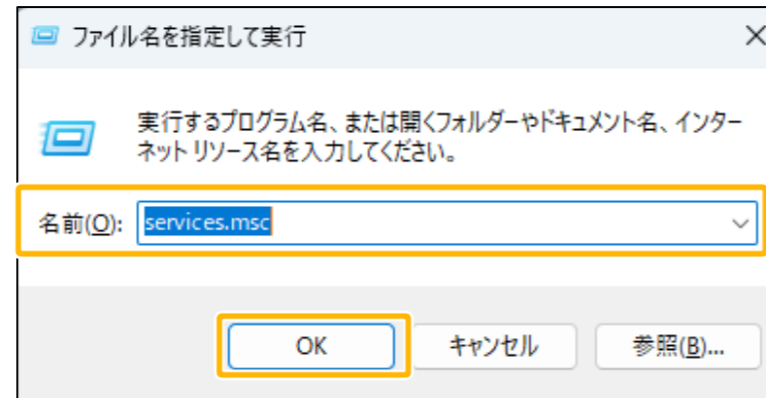 ファイル名を指定して実行
実行するプログラム名、または開くフォルダーやドキュメント名、インター
ネット リソース名を入力してください。
名前(O): services.msc
OK キャンセル 参照(B)...